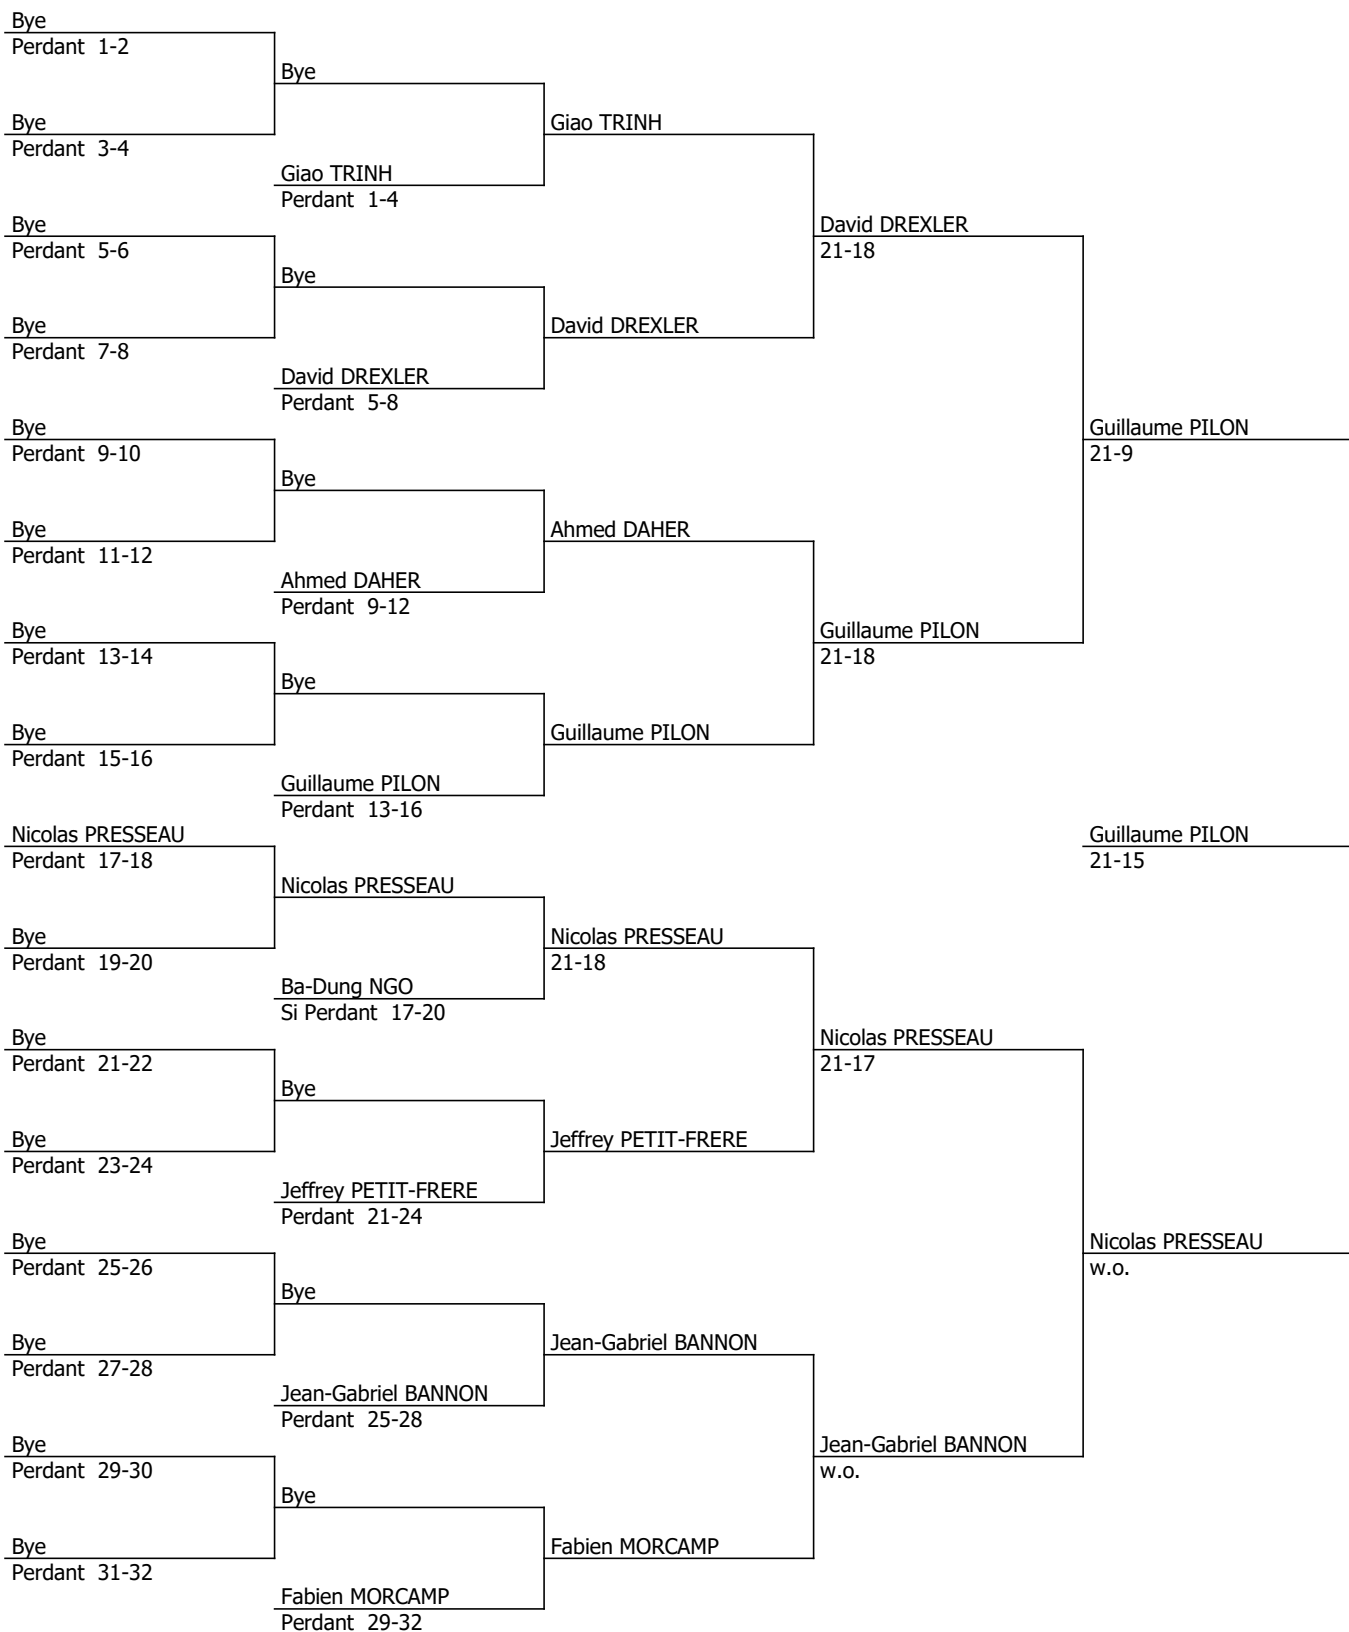 Bye
Perdant 1-2
Bye
Bye
Perdant 3-4
Giao TRINH
Giao TRINH
Perdant 1-4
Bye
Perdant 5-6
David DREXLER
21-18
Bye
Bye
Perdant 7-8
David DREXLER
David DREXLER
Perdant 5-8
Bye
Perdant 9-10
Guillaume PILON
21-9
Bye
Bye
Perdant 11-12
Ahmed DAHER
Ahmed DAHER
Perdant 9-12
Bye
Perdant 13-14
Guillaume PILON
21-18
Bye
Bye
Perdant 15-16
Guillaume PILON
Guillaume PILON
Perdant 13-16
Nicolas PRESSEAU
Perdant 17-18
Guillaume PILON
21-15
Nicolas PRESSEAU
Bye
Perdant 19-20
Nicolas PRESSEAU
21-18
Ba-Dung NGO
Si Perdant 17-20
Bye
Perdant 21-22
Nicolas PRESSEAU
21-17
Bye
Bye
Perdant 23-24
Jeffrey PETIT-FRERE
Jeffrey PETIT-FRERE
Perdant 21-24
Bye
Perdant 25-26
Nicolas PRESSEAU
w.o.
Bye
Bye
Perdant 27-28
Jean-Gabriel BANNON
Jean-Gabriel BANNON
Perdant 25-28
Bye
Perdant 29-30
Jean-Gabriel BANNON
w.o.
Bye
Bye
Perdant 31-32
Fabien MORCAMP
Fabien MORCAMP
Perdant 29-32